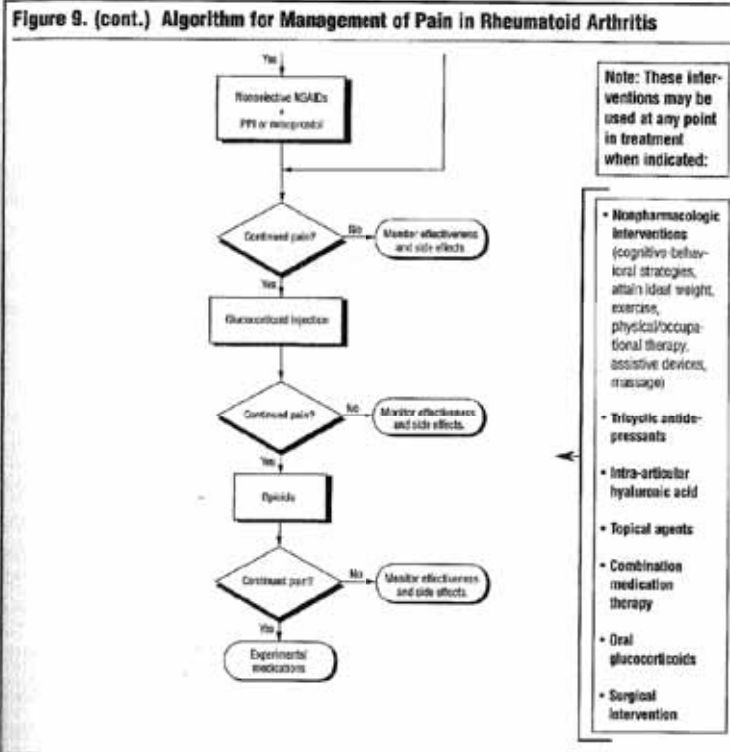 Figure 9. (cont.) Algorithm for Management of Pain in Rheumatoid Arthritis
Yes
Nonselective NSAIDs
+
PPI or misoprostol
Continued pain?
No
Monitor effectiveness
and side effects
Yes
Glucocorticoid injection
Continued pain?
No
Monitor effectiveness
and side effects.
Yes
Opioids
Continued pain?
No
Monitor effectiveness
and side effects.
Yes
Experimental
medications
Note: These inter-
ventions may be
used at any point
in treatment
when indicated:
• Nonpharmacologic
interventions
(cognitive-behav-
ioral strategies,
attain ideal weight,
exercise,
physical/occupa-
tional therapy,
assistive devices,
massage)
• Tricyclic antide-
pressants
• Intra-articular
hyaluronic acid
• Topical agents
• Combination
medication
therapy
• Oral
glucocorticoids
• Surgical
intervention